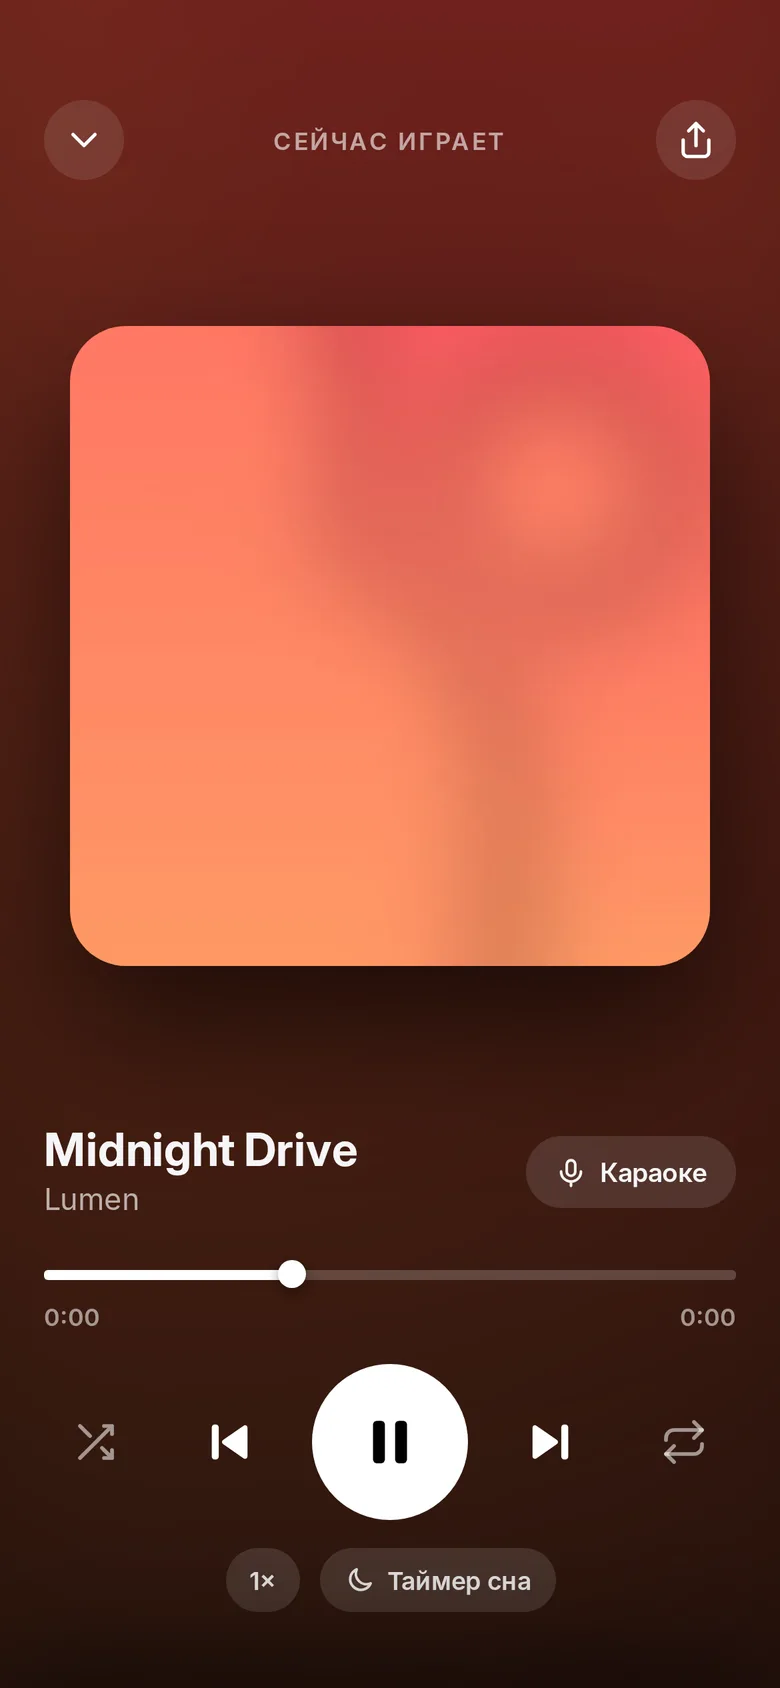 СЕЙЧАС ИГРАЕТ
Midnight Drive
Lumen
Караоке
0:00
0:00
1×
Таймер сна